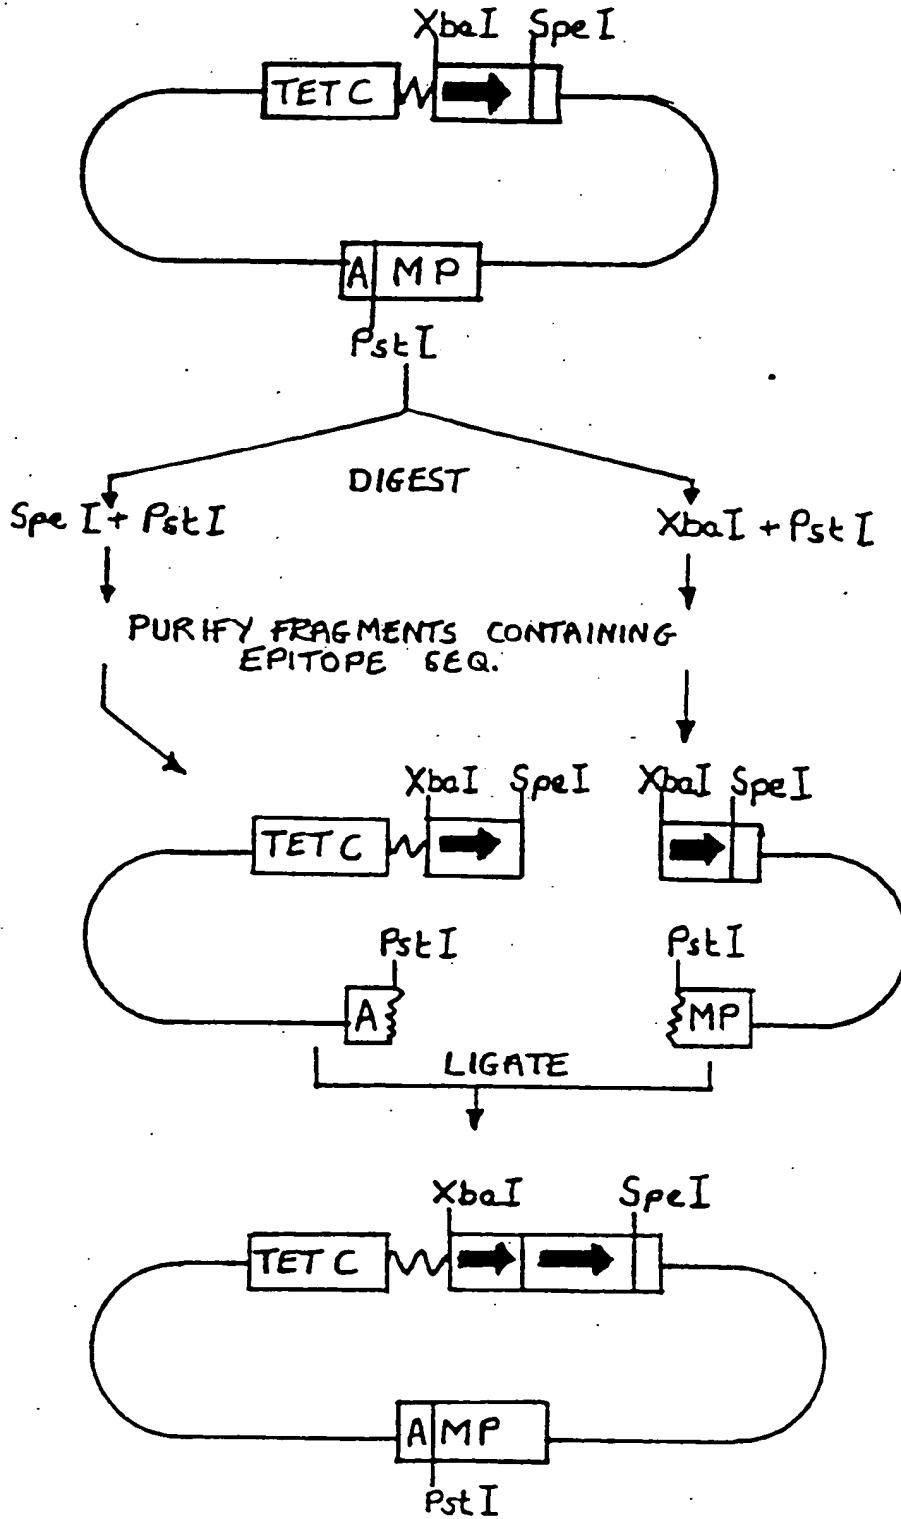 XbaI SpeI
TETC
AMP
PstI
DIGEST
SpeI + PstI
XbaI + PstI
PURIFY FRAGMENTS CONTAINING
EPITOPE SEQ.
XbaI SpeI
XbaI SpeI
TETC
PstI
PstI
A
MP
LIGATE
XbaI
SpeI
TETC
AMP
PstI